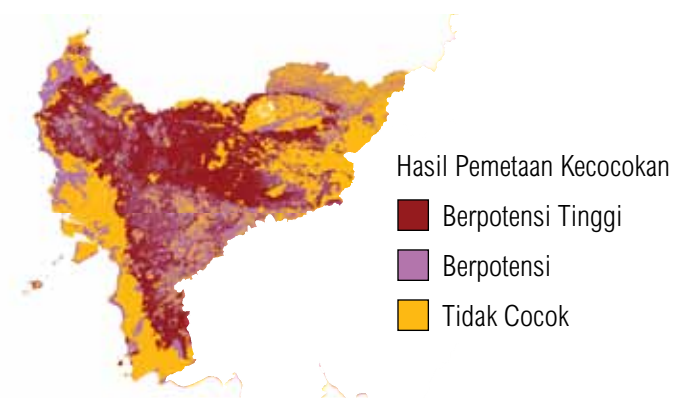 Hasil Pemetaan Kecocokan
Berpotensi Tinggi
Berpotensi
Tidak Cocok